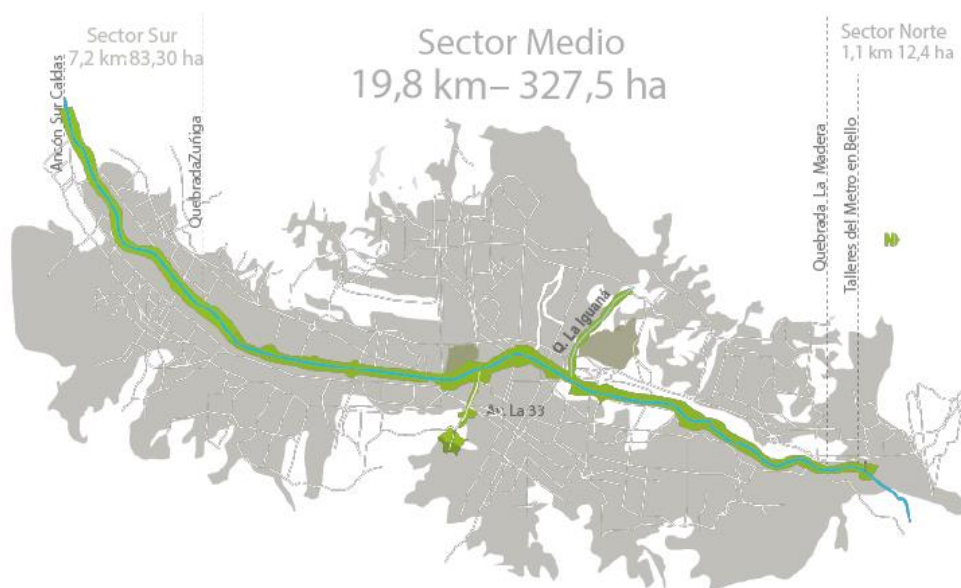 Sector Sur
7,2 km 83,30 ha
Sector Medio
19,8 km– 327,5 ha
Sector Norte
1,1 km 12,4 ha
Ancón Sur Caldas
Quebrada Zuñiga
Quebrada La Madera
Talleres del Metro en Bello
N
Q. La Iguaná
Av. La 33